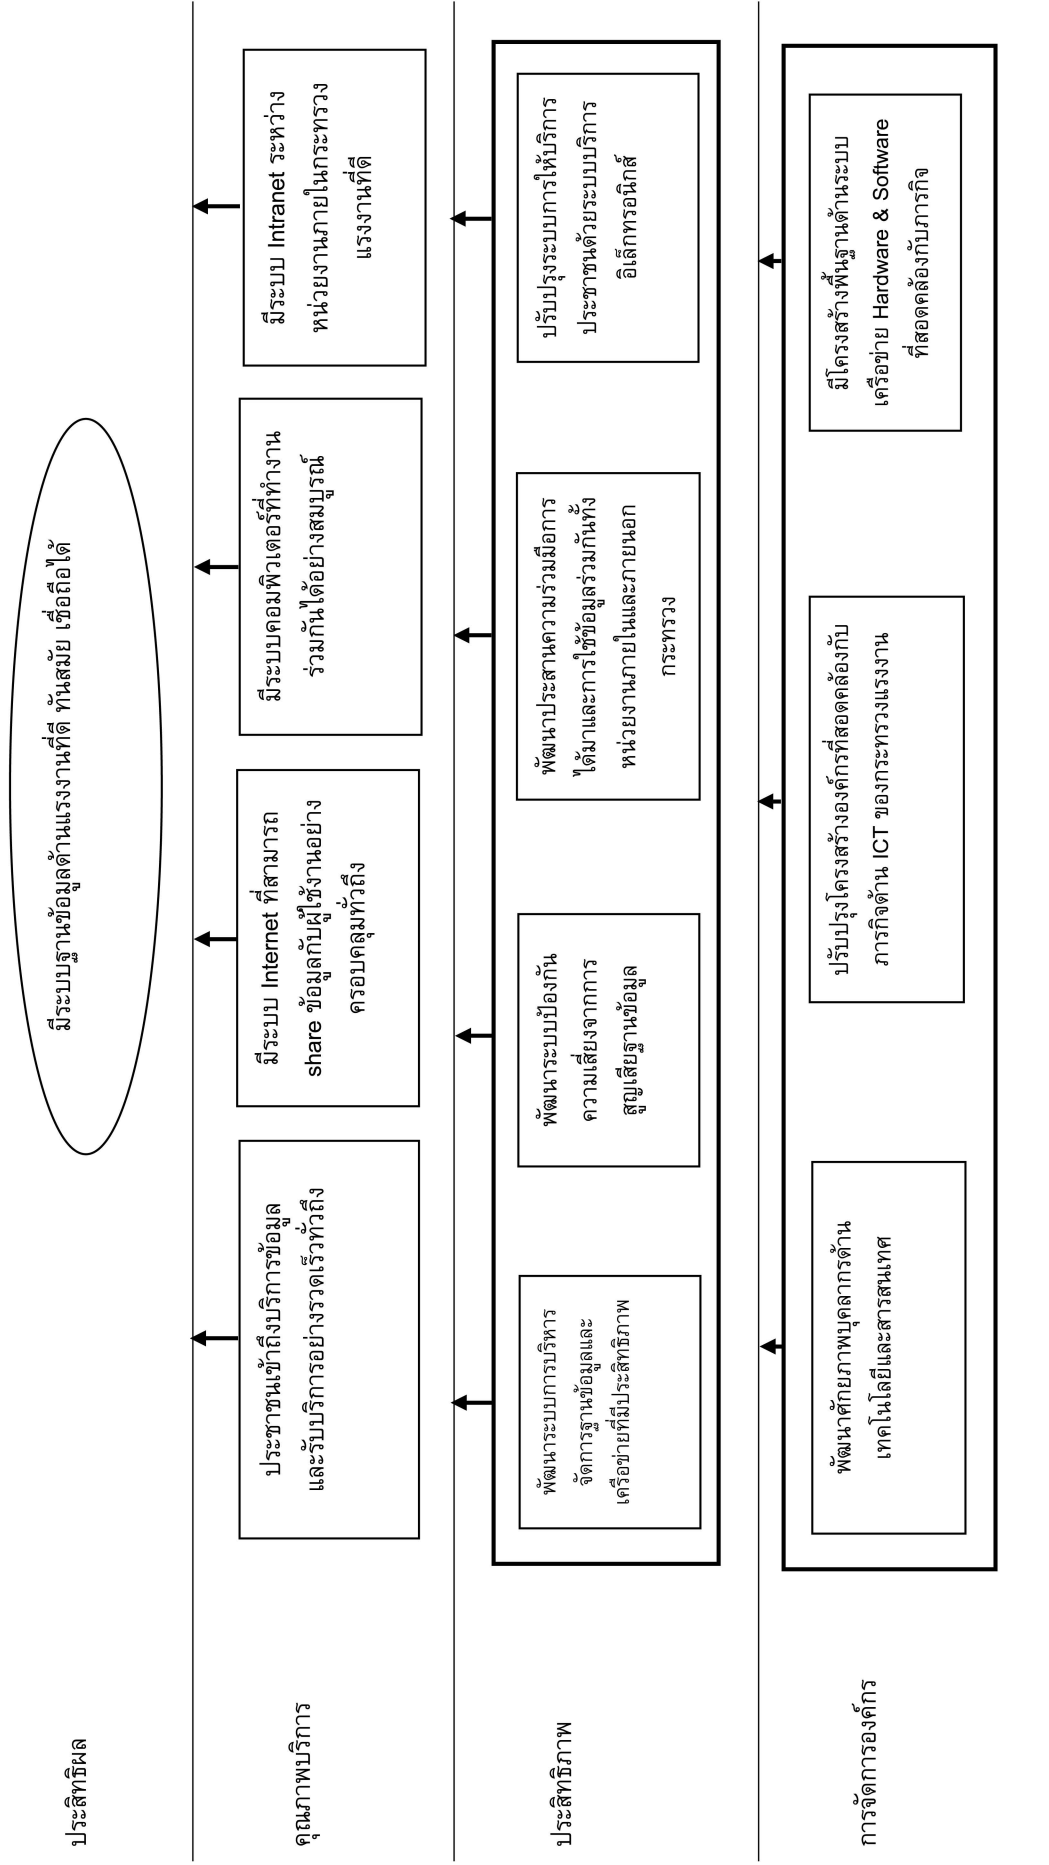 ประสิทธิผล
มีระบบฐานข้อมูลด้านแรงงานที่ดี ทันสมัย เชื่อถือได้
คุณภาพบริการ
ประชาชนเข้าถึงบริการข้อมูล
และรับบริการอย่างรวดเร็วทั่วถึง
มีระบบ Internet ที่สามารถ
share ข้อมูลกับผู้ใช้งานอย่าง
ครอบคลุมทั่วถึง
มีระบบคอมพิวเตอร์ที่ทำงาน
ร่วมกันได้อย่างสมบูรณ์
มีระบบ Intranet ระหว่าง
หน่วยงานภายในกระทรวง
แรงงานที่ดี
ประสิทธิภาพ
พัฒนาระบบการบริหาร
จัดการฐานข้อมูลและ
เครือข่ายที่มีประสิทธิภาพ
พัฒนาระบบป้องกัน
ความเสี่ยงจากการ
สูญเสียฐานข้อมูล
พัฒนาประสานความร่วมมือการ
ได้มาและการใช้ข้อมูลร่วมกันทั้ง
หน่วยงานภายในและภายนอก
กระทรวง
ปรับปรุงระบบการให้บริการ
ประชาชนด้วยระบบบริการ
อิเล็กทรอนิกส์
การจัดการองค์กร
พัฒนาศักยภาพบุคลากรด้าน
เทคโนโลยีและสารสนเทศ
ปรับปรุงโครงสร้างองค์กรที่สอดคล้องกับ
ภารกิจด้าน ICT ของกระทรวงแรงงาน
มีโครงสร้างพื้นฐานด้านระบบ
เครือข่าย Hardware & Software
ที่สอดคล้องกับภารกิจ